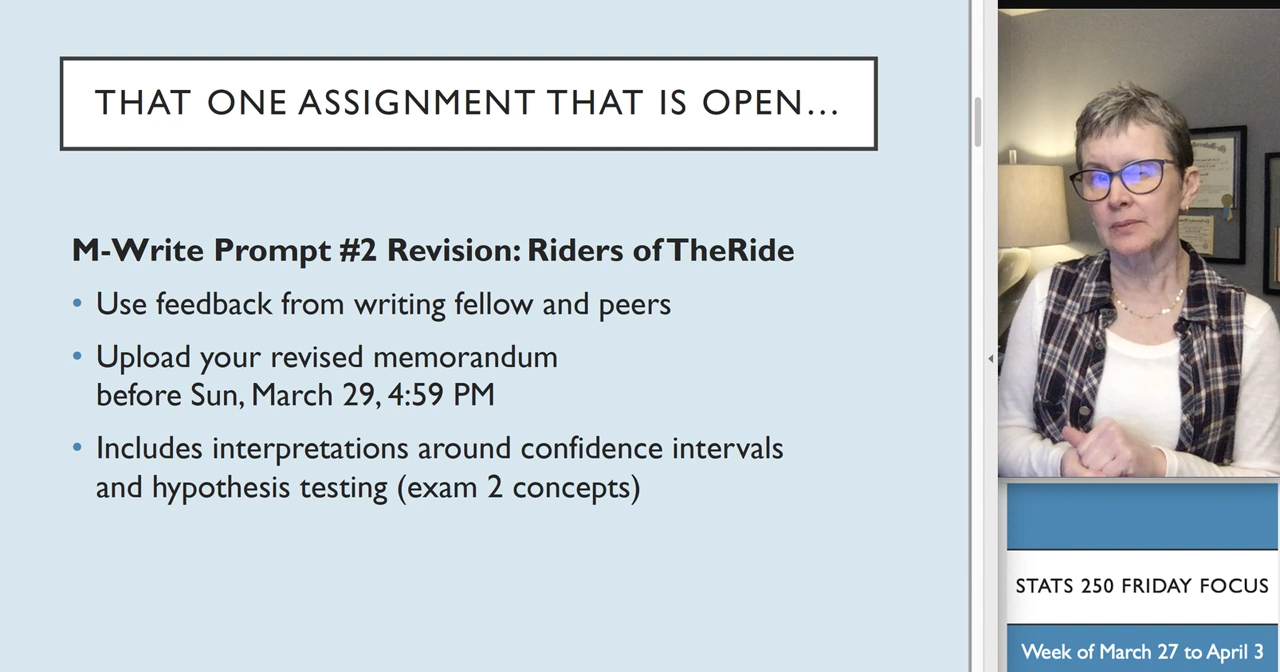 THAT ONE ASSIGNMENT THAT IS OPEN...
M-Write Prompt #2 Revision: Riders of TheRide
• Use feedback from writing fellow and peers
• Upload your revised memorandum
before Sun, March 29, 4:59 PM
• Includes interpretations around confidence intervals
and hypothesis testing (exam 2 concepts)
STATS 250 FRIDAY FOCUS
Week of March 27 to April 3